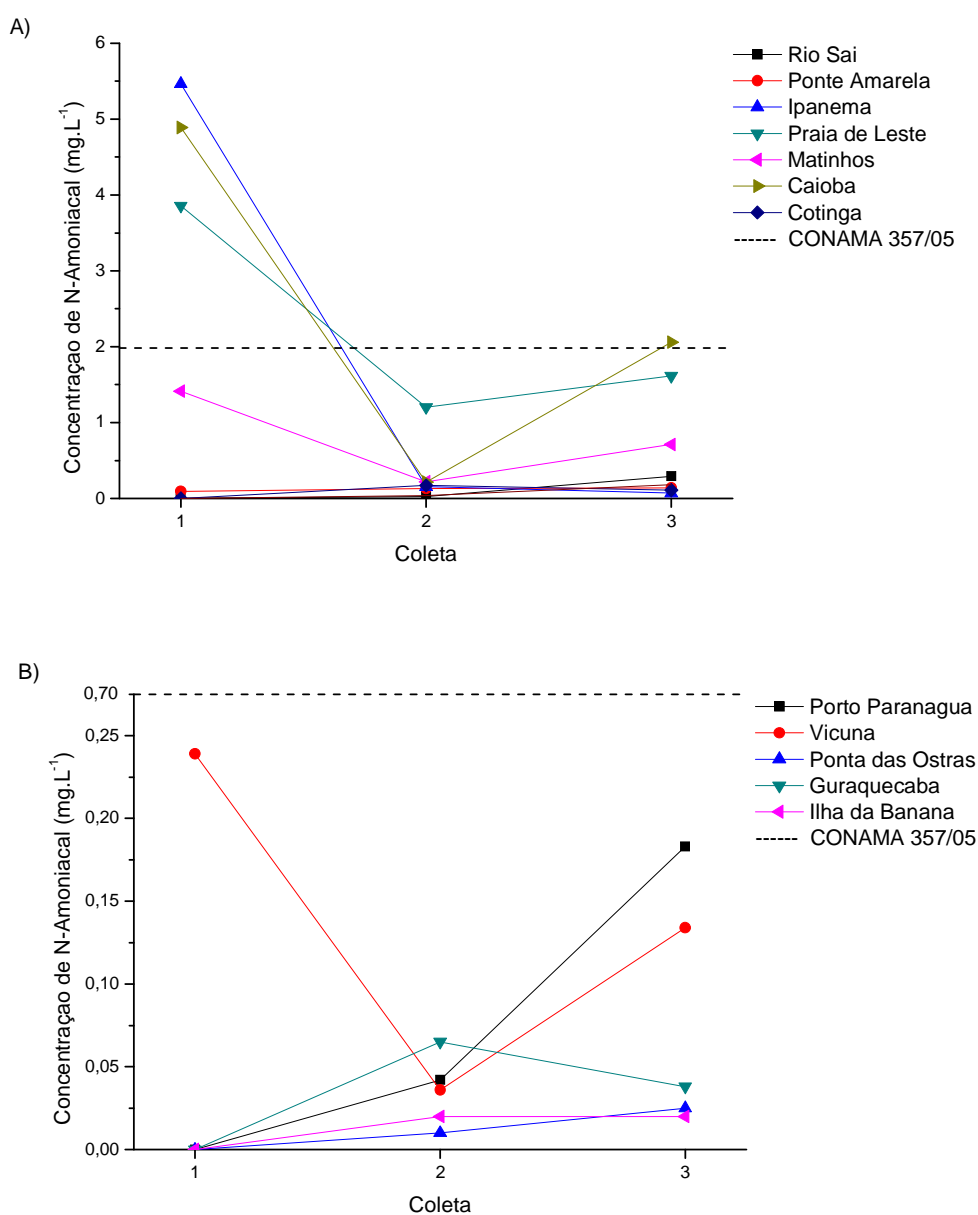 A)
6
5
4
3
2
1
0
Concentraçao de N-Amoniacal (mg.L⁻¹)
1
2
3
Coleta
Rio Sai
Ponte Amarela
Ipanema
Praia de Leste
Matinhos
Caioba
Cotinga
CONAMA 357/05
B)
0,70
0,25
0,20
0,15
0,10
0,05
0,00
Concentraçao de N-Amoniacal (mg.L⁻¹)
1
2
3
Coleta
Porto Paranagua
Vicuna
Ponta das Ostras
Guraquecaba
Ilha da Banana
CONAMA 357/05